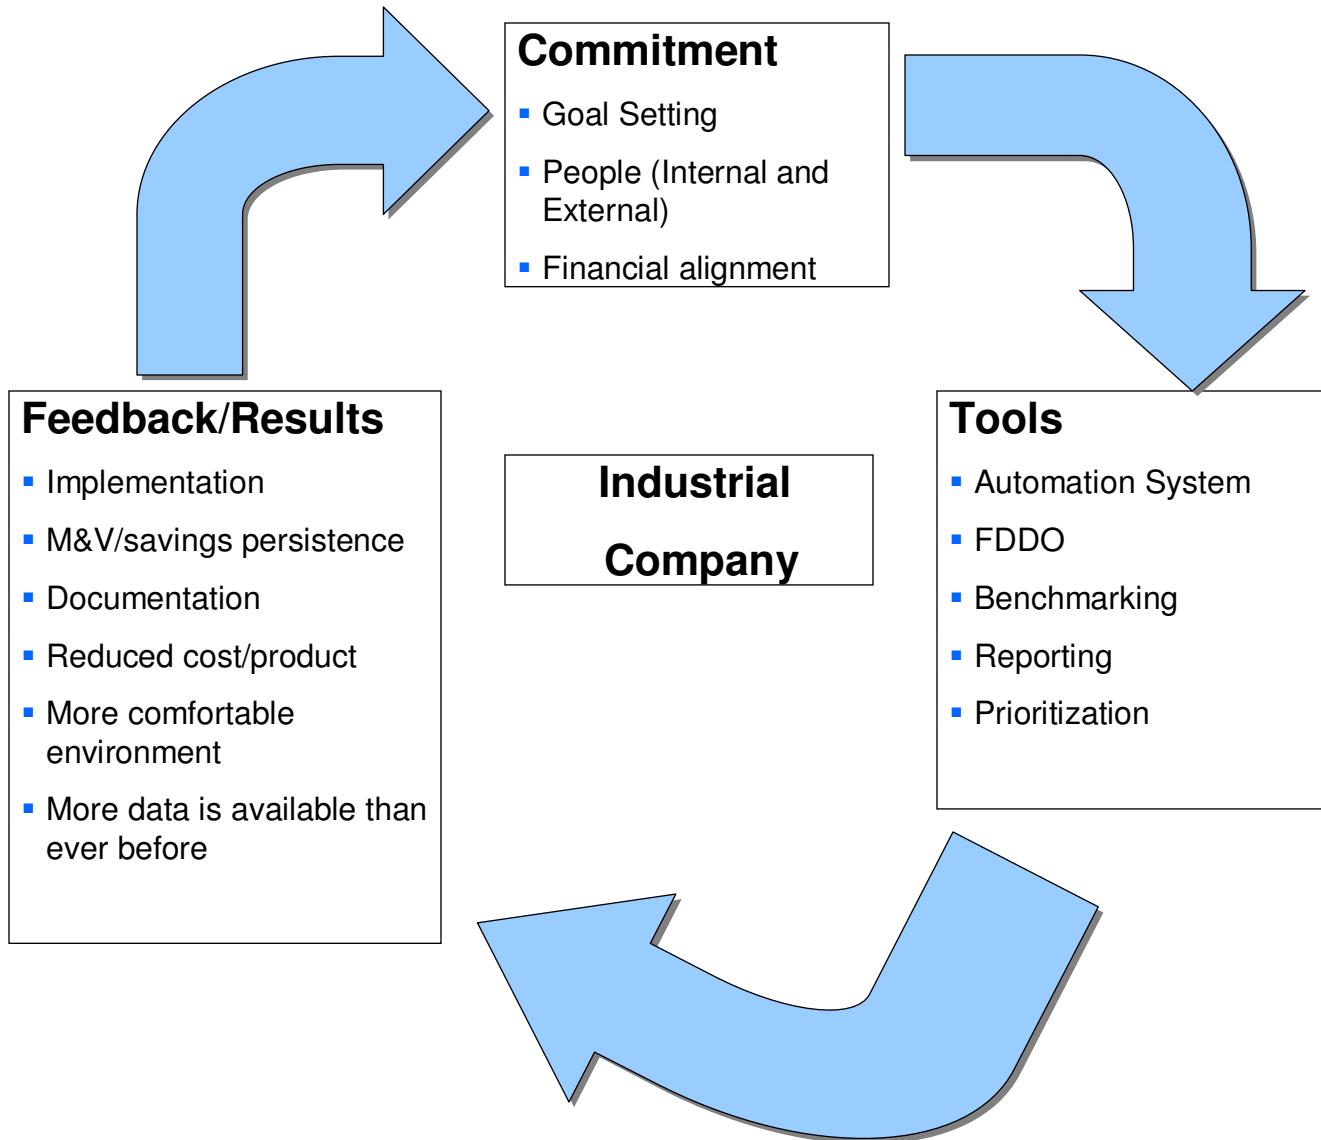 Commitment
▪ Goal Setting
▪ People (Internal and
External)
▪ Financial alignment
Feedback/Results
▪ Implementation
▪ M&V/savings persistence
▪ Documentation
▪ Reduced cost/product
▪ More comfortable
environment
▪ More data is available than
ever before
Industrial
Company
Tools
▪ Automation System
▪ FDDO
▪ Benchmarking
▪ Reporting
▪ Prioritization